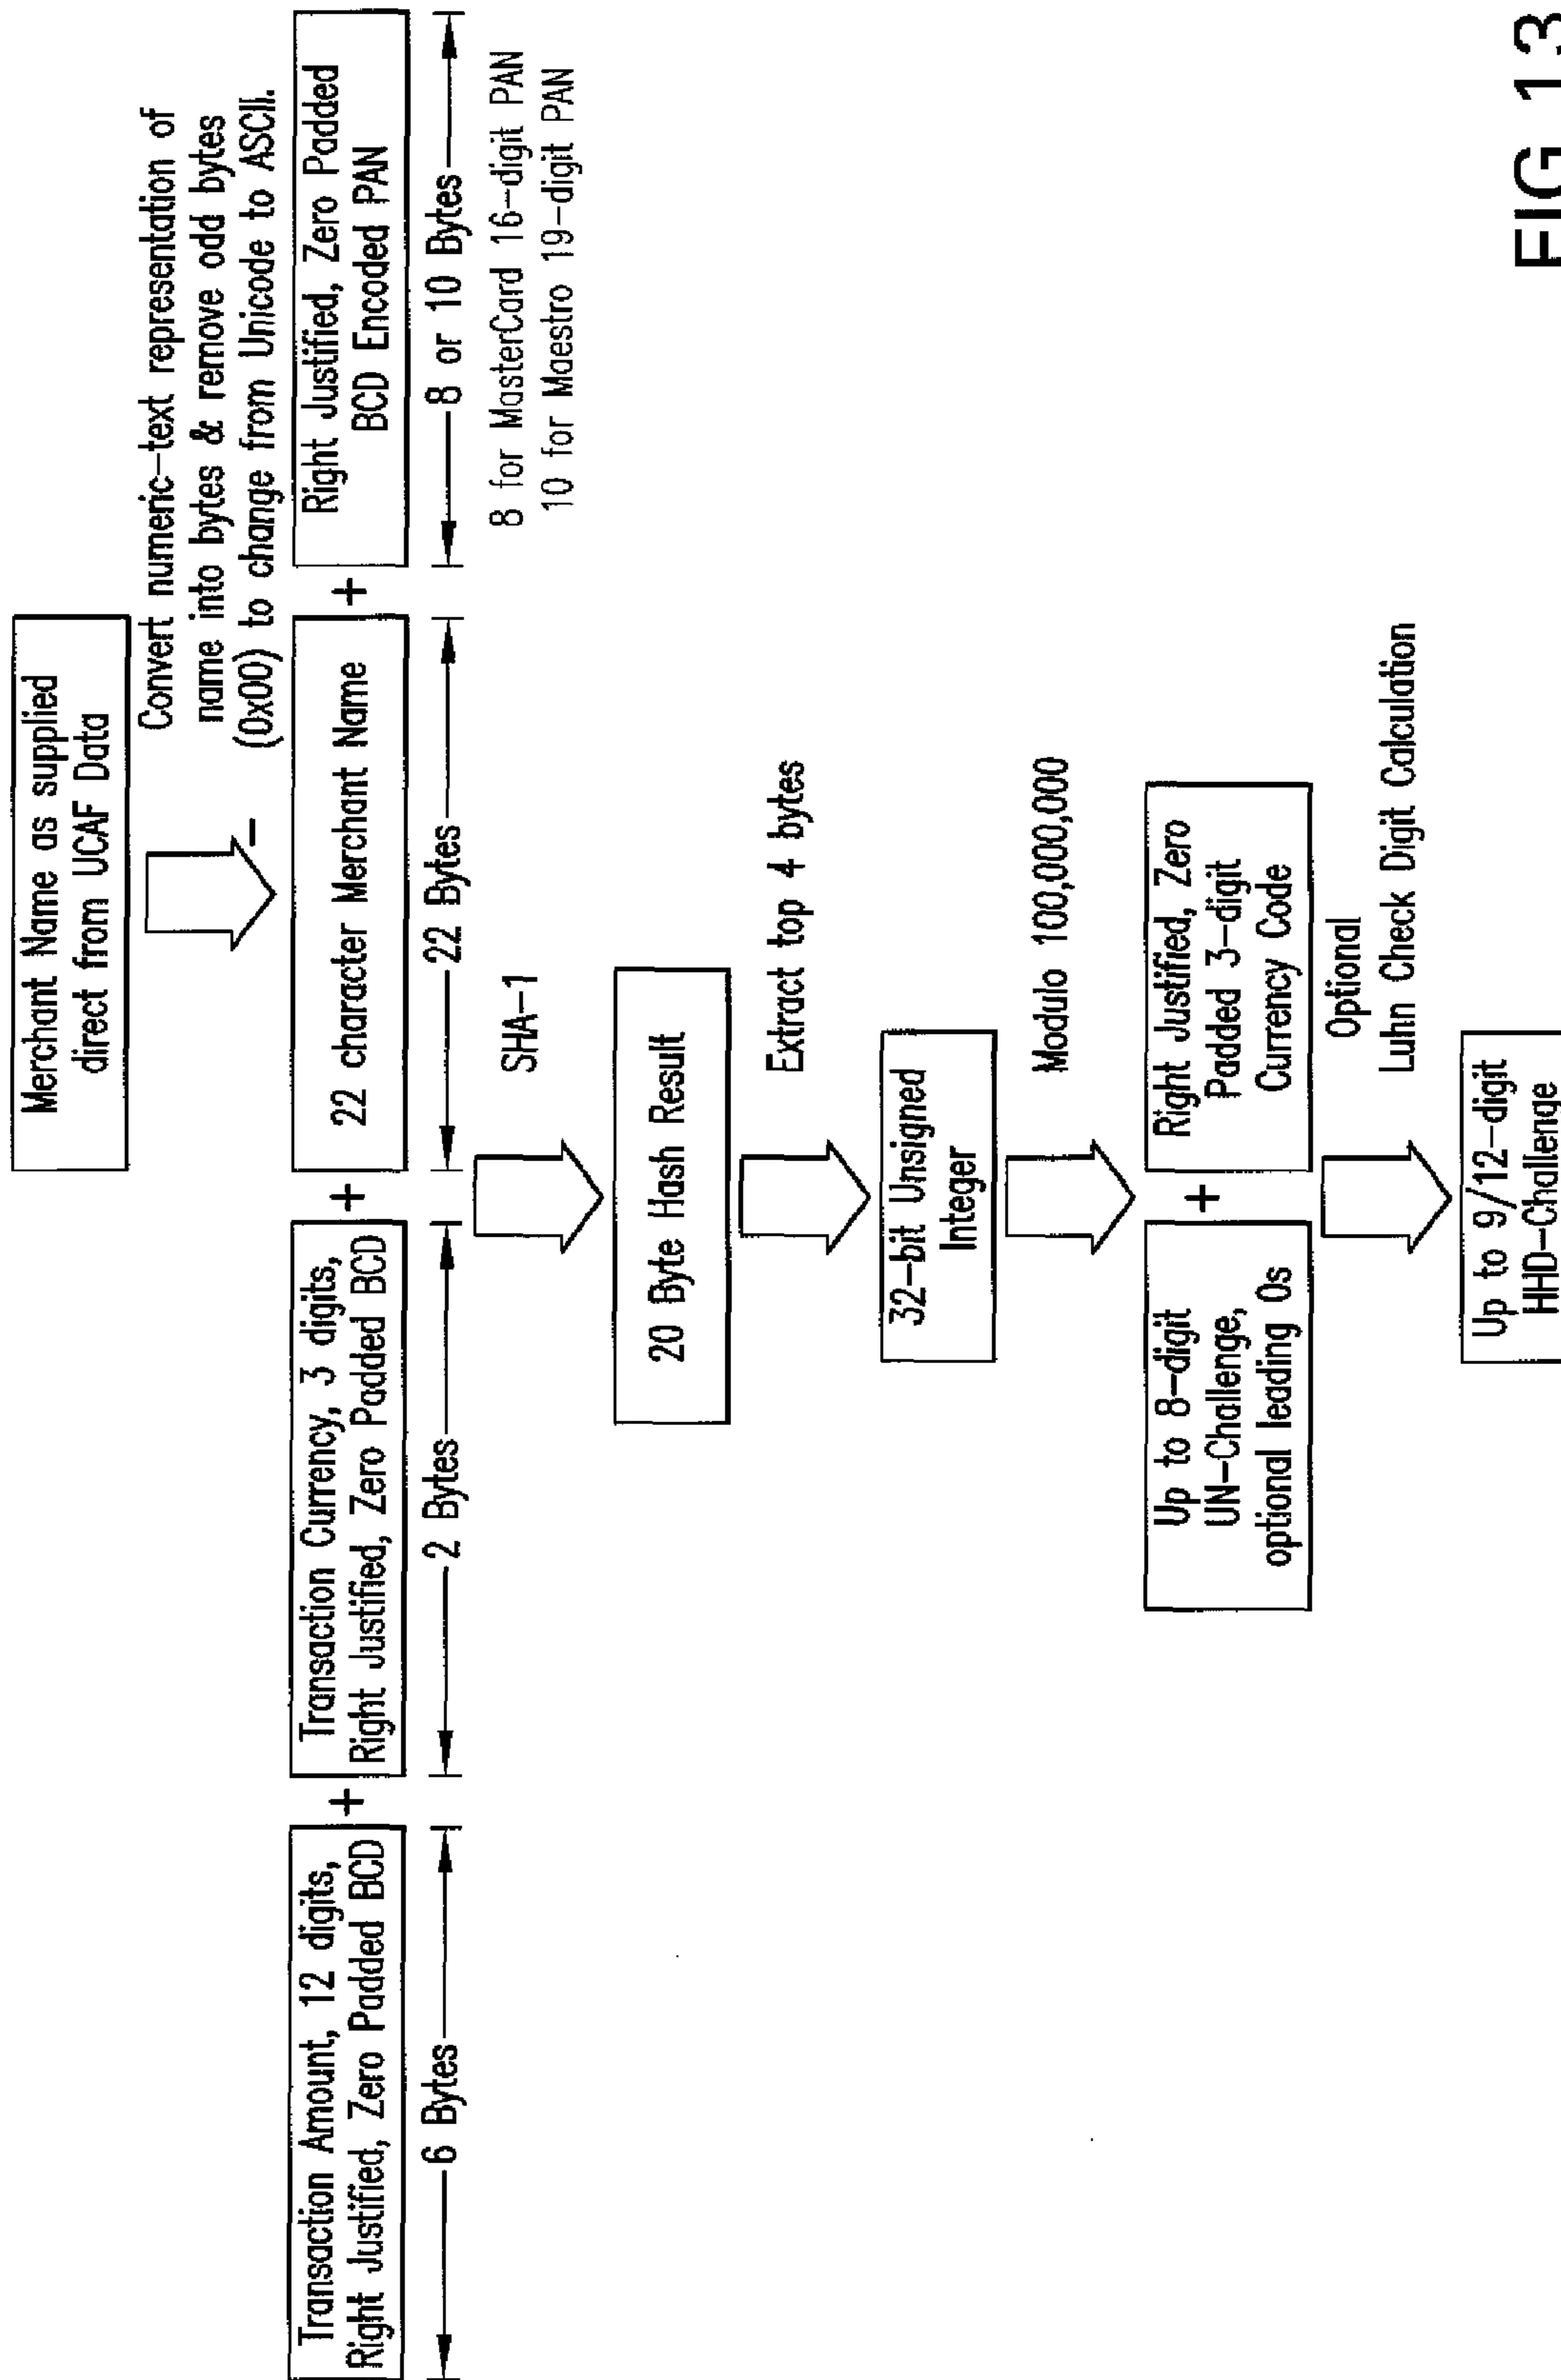 Merchant Name as supplied
direct from UCAF Data
Convert numeric-text representation of
name into bytes & remove odd bytes
(0x00) to change from Unicode to ASCII.
Transaction Amount, 12 digits,
Right Justified, Zero Padded BCD
+
Transaction Currency, 3 digits,
Right Justified, Zero Padded BCD
+
22 character Merchant Name
+
Right Justified, Zero Padded
BCD Encoded PAN
6 Bytes
2 Bytes
22 Bytes
8 or 10 Bytes
8 for MasterCard 16-digit PAN
10 for Maestro 19-digit PAN
SHA-1
20 Byte Hash Result
Extract top 4 bytes
32-bit Unsigned
Integer
Modulo 100,000,000
Up to 8-digit
UN-Challenge,
optional leading 0s
+
Right Justified, Zero
Padded 3-digit
Currency Code
Optional
Luhn Check Digit Calculation
Up to 9/12-digit
HHD-Challenge
FIG 13